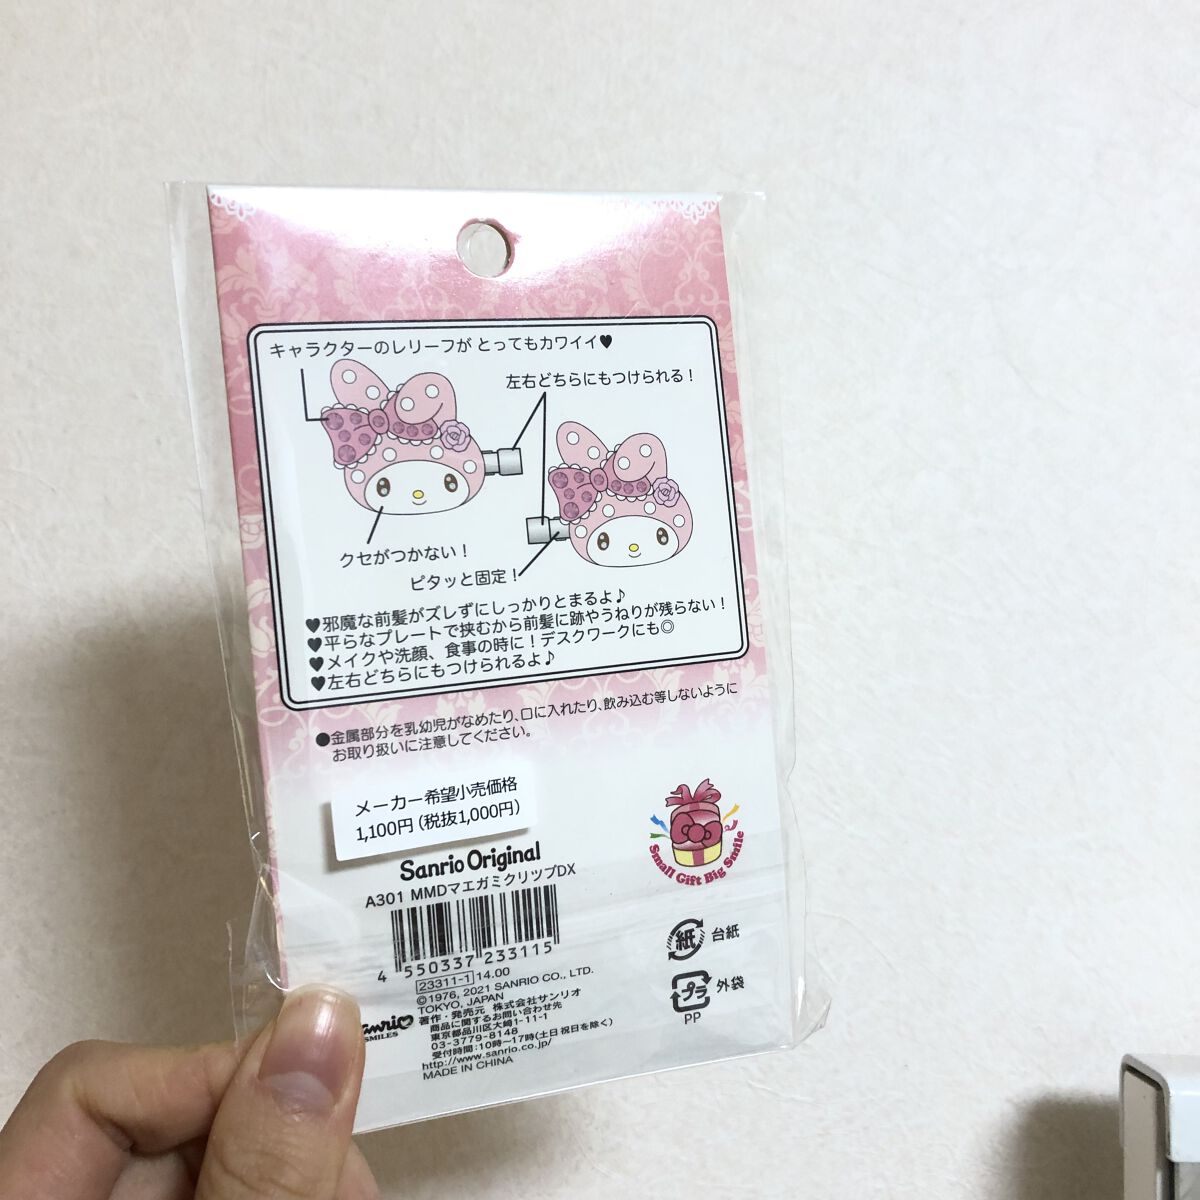 キャラクターのレリーフが とってもカワイイ♥
左右どちらにもつけられる!
クセがつかない!
ピタッと固定!
♥邪魔な前髪がズレずにしっかりとまるよ♪
♥平らなプレートで挟むから前髪に跡やうねりが残らない!
♥メイクや洗顔、食事の時に!デスクワークにも◎
♥左右どちらにもつけられるよ♪
●金属部分を乳幼児がなめたり、口に入れたり、飲み込む等しないように
お取り扱いに注意してください。
メーカー希望小売価格
1,100円(税抜1,000円)
Sanrio Original
A301 MMDマエガミクリップDX
4 550337 233115
23311-1 14.00
©1976, 2021 SANRIO CO., LTD.
TOKYO, JAPAN
著作・発売元 株式会社サンリオ
商品に関するお問い合わせ先
東京都品川区大崎1-11-1
03-3779-8148
受付時間:10時〜17時(土日 祝日を除く)
http://www.sanrio.co.jp/
MADE IN CHINA
SMILES
Small Gift Big Smile
紙 台紙
プラ 外袋
PP